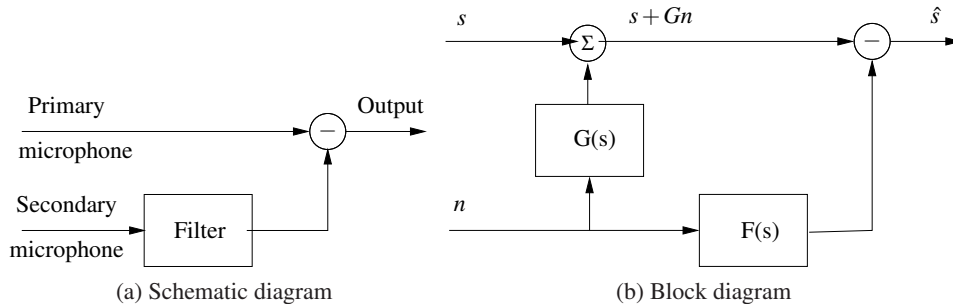 Primary
microphone
Output
Secondary
microphone
Filter
−
(a) Schematic diagram
s
s + Gn
ŝ
Σ
−
G(s)
n
F(s)
(b) Block diagram